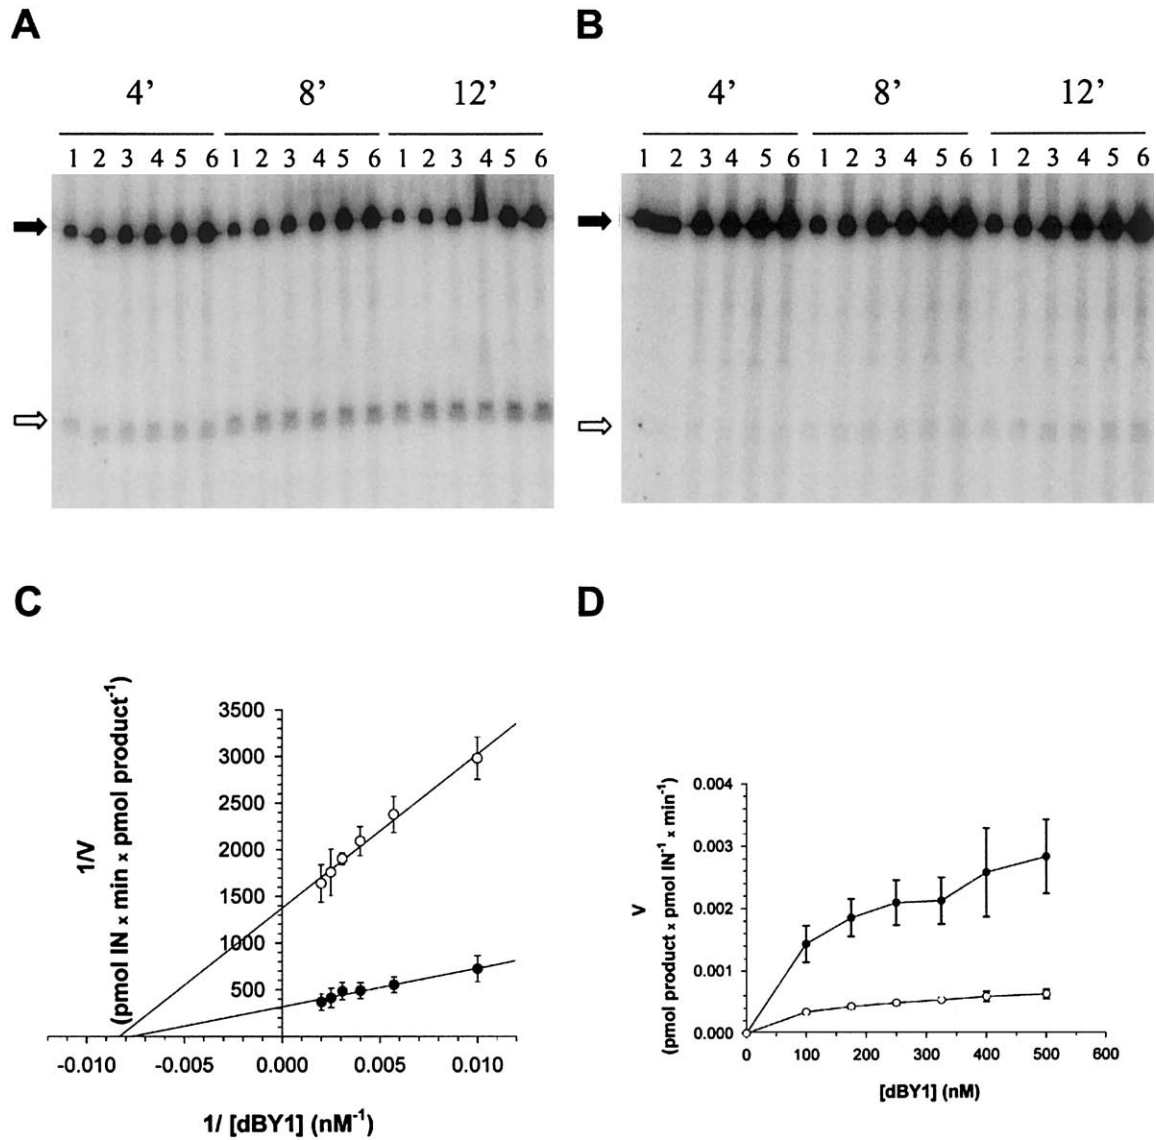 A
B
4’ 8’ 12’
4’ 8’ 12’
1 2 3 4 5 6 1 2 3 4 5 6 1 2 3 4 5 6
1 2 3 4 5 6 1 2 3 4 5 6 1 2 3 4 5 6
C
D
1/V
(pmol IN x min x pmol product-1)
3500
3000
2500
2000
1500
1000
500
-0.010 -0.005 0.000 0.005 0.010
1/ [dBY1] (nM-1)
V
(pmol product x pmol IN-1 x min-1)
0.004
0.003
0.002
0.001
0.000
0 100 200 300 400 500 600
[dBY1] (nM)